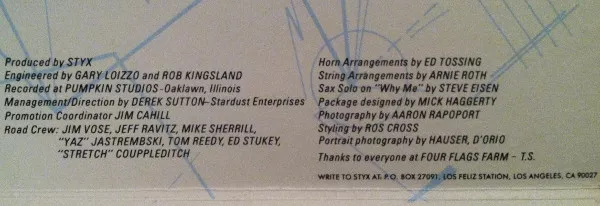 Produced by STYX
Engineered by GARY LOIZZO and ROB KINGSLAND
Recorded at PUMPKIN STUDIOS-Oaklawn, Illinois
Management/Direction by DEREK SUTTON-Stardust Enterprises
Promotion Coordinator JIM CAHILL
Road Crew: JIM VOSE, JEFF RAVITZ, MIKE SHERRILL,
"YAZ" JASTREMBSKI, TOM REEDY, ED STUKEY,
"STRETCH" COUPPLEDITCH
Horn Arrangements by ED TOSSING
String Arrangements by ARNIE ROTH
Sax Solo on "Why Me" by STEVE EISEN
Package designed by MICK HAGGERTY
Photography by AARON RAPOPORT
Styling by ROS CROSS
Portrait photography by HAUSER, D'ORIO
Thanks to everyone at FOUR FLAGS FARM - T.S.
WRITE TO STYX AT: P.O. BOX 27091, LOS FELIZ STATION, LOS ANGELES, CA 90027